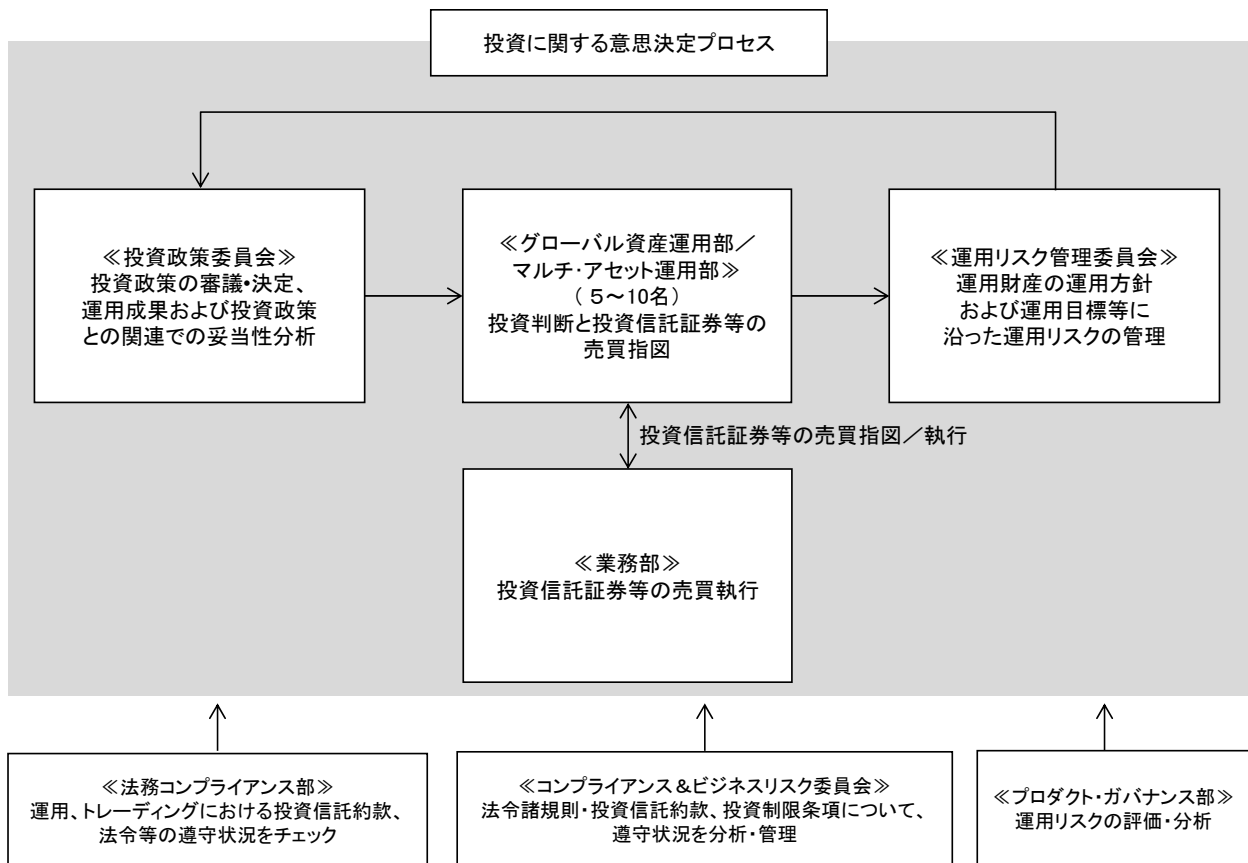 投資に関する意思決定プロセス
≪投資政策委員会≫
投資政策の審議・決定、
運用成果および投資政策
との関連での妥当性分析
≪グローバル資産運用部／
マルチ・アセット運用部≫
（ 5～10名）
投資判断と投資信託証券等の
売買指図
≪運用リスク管理委員会≫
運用財産の運用方針
および運用目標等に
沿った運用リスクの管理
投資信託証券等の売買指図／執行
≪業務部≫
投資信託証券等の売買執行
≪法務コンプライアンス部≫
運用、トレーディングにおける投資信託約款、
法令等の遵守状況をチェック
≪コンプライアンス＆ビジネスリスク委員会≫
法令諸規則・投資信託約款、投資制限条項について、
遵守状況を分析・管理
≪プロダクト・ガバナンス部≫
運用リスクの評価・分析